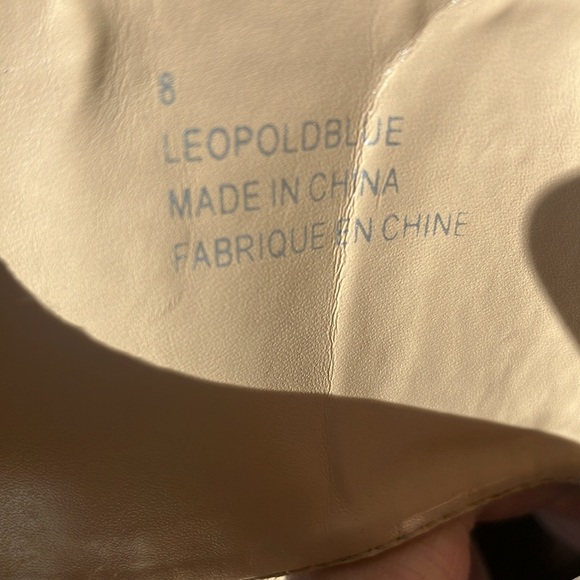 8
LEOPOLDBLUE
MADE IN CHINA
FABRIQUE EN CHINE